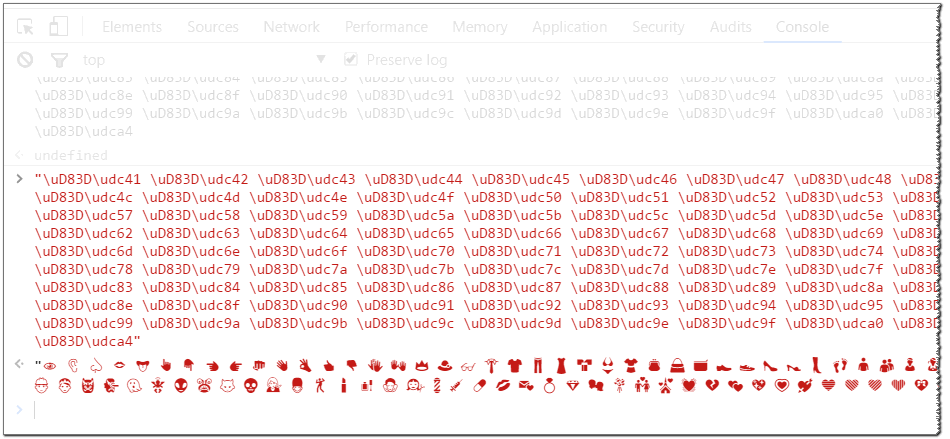 Elements Sources Network Performance Memory Application Security Audits Console
top Preserve log
\uD83D\udc83 \uD83D\udc84 \uD83D\udc85 \uD83D\udc86 \uD83D\udc87 \uD83D\udc88 \uD83D\udc89 \uD83D\udc8a \uD83D
\uD83D\udc8e \uD83D\udc8f \uD83D\udc90 \uD83D\udc91 \uD83D\udc92 \uD83D\udc93 \uD83D\udc94 \uD83D\udc95 \uD83D
\uD83D\udc99 \uD83D\udc9a \uD83D\udc9b \uD83D\udc9c \uD83D\udc9d \uD83D\udc9e \uD83D\udc9f \uD83D\udca0 \uD83D
\uD83D\udca4
undefined
"\uD83D\udc41 \uD83D\udc42 \uD83D\udc43 \uD83D\udc44 \uD83D\udc45 \uD83D\udc46 \uD83D\udc47 \uD83D\udc48 \uD83
\uD83D\udc4c \uD83D\udc4d \uD83D\udc4e \uD83D\udc4f \uD83D\udc50 \uD83D\udc51 \uD83D\udc52 \uD83D\udc53 \uD83D
\uD83D\udc57 \uD83D\udc58 \uD83D\udc59 \uD83D\udc5a \uD83D\udc5b \uD83D\udc5c \uD83D\udc5d \uD83D\udc5e \uD83D
\uD83D\udc62 \uD83D\udc63 \uD83D\udc64 \uD83D\udc65 \uD83D\udc66 \uD83D\udc67 \uD83D\udc68 \uD83D\udc69 \uD83D
\uD83D\udc6d \uD83D\udc6e \uD83D\udc6f \uD83D\udc70 \uD83D\udc71 \uD83D\udc72 \uD83D\udc73 \uD83D\udc74 \uD83D
\uD83D\udc78 \uD83D\udc79 \uD83D\udc7a \uD83D\udc7b \uD83D\udc7c \uD83D\udc7d \uD83D\udc7e \uD83D\udc7f \uD83D
\uD83D\udc83 \uD83D\udc84 \uD83D\udc85 \uD83D\udc86 \uD83D\udc87 \uD83D\udc88 \uD83D\udc89 \uD83D\udc8a \uD83D
\uD83D\udc8e \uD83D\udc8f \uD83D\udc90 \uD83D\udc91 \uD83D\udc92 \uD83D\udc93 \uD83D\udc94 \uD83D\udc95 \uD83D
\uD83D\udc99 \uD83D\udc9a \uD83D\udc9b \uD83D\udc9c \uD83D\udc9d \uD83D\udc9e \uD83D\udc9f \uD83D\udca0 \uD83D
\uD83D\udca4"